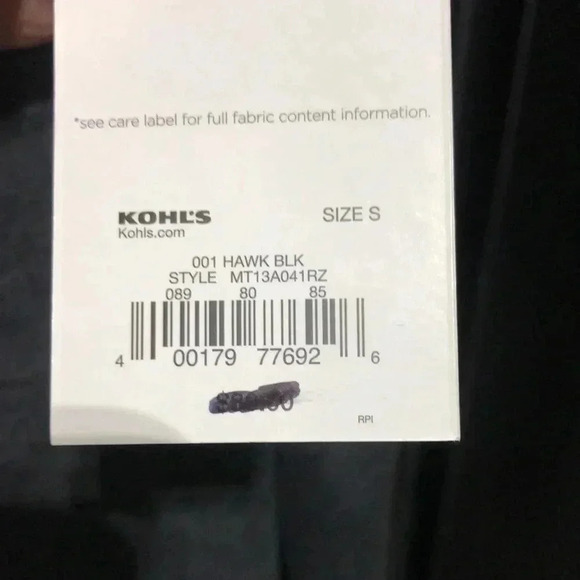 *see care label for full fabric content information.
KOHL'S
Kohls.com
SIZE S
001 HAWK BLK
STYLE MT13A041RZ
089 80 85
4 00179 77692 6
RPI